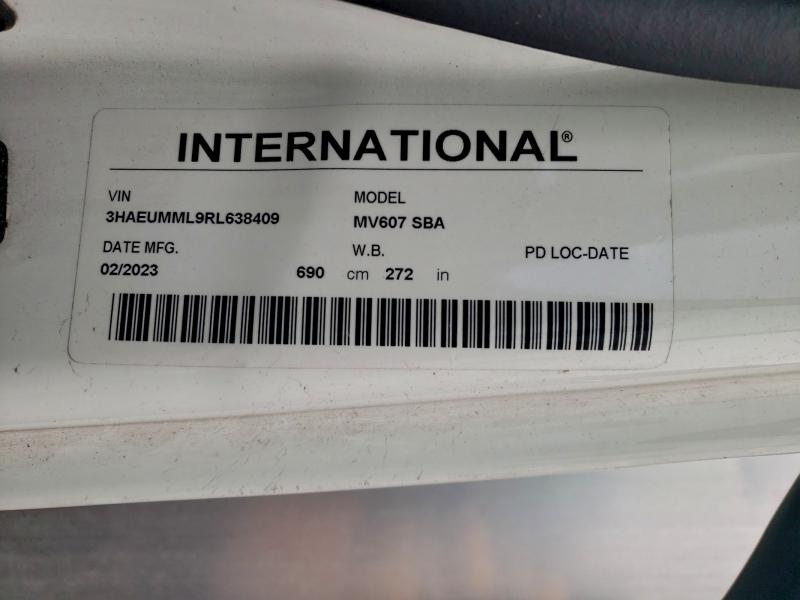 INTERNATIONAL®
VIN MODEL
3HAEUMML9RL638409 MV607 SBA
DATE MFG. W.B. PD LOC-DATE
02/2023 690 cm 272 in